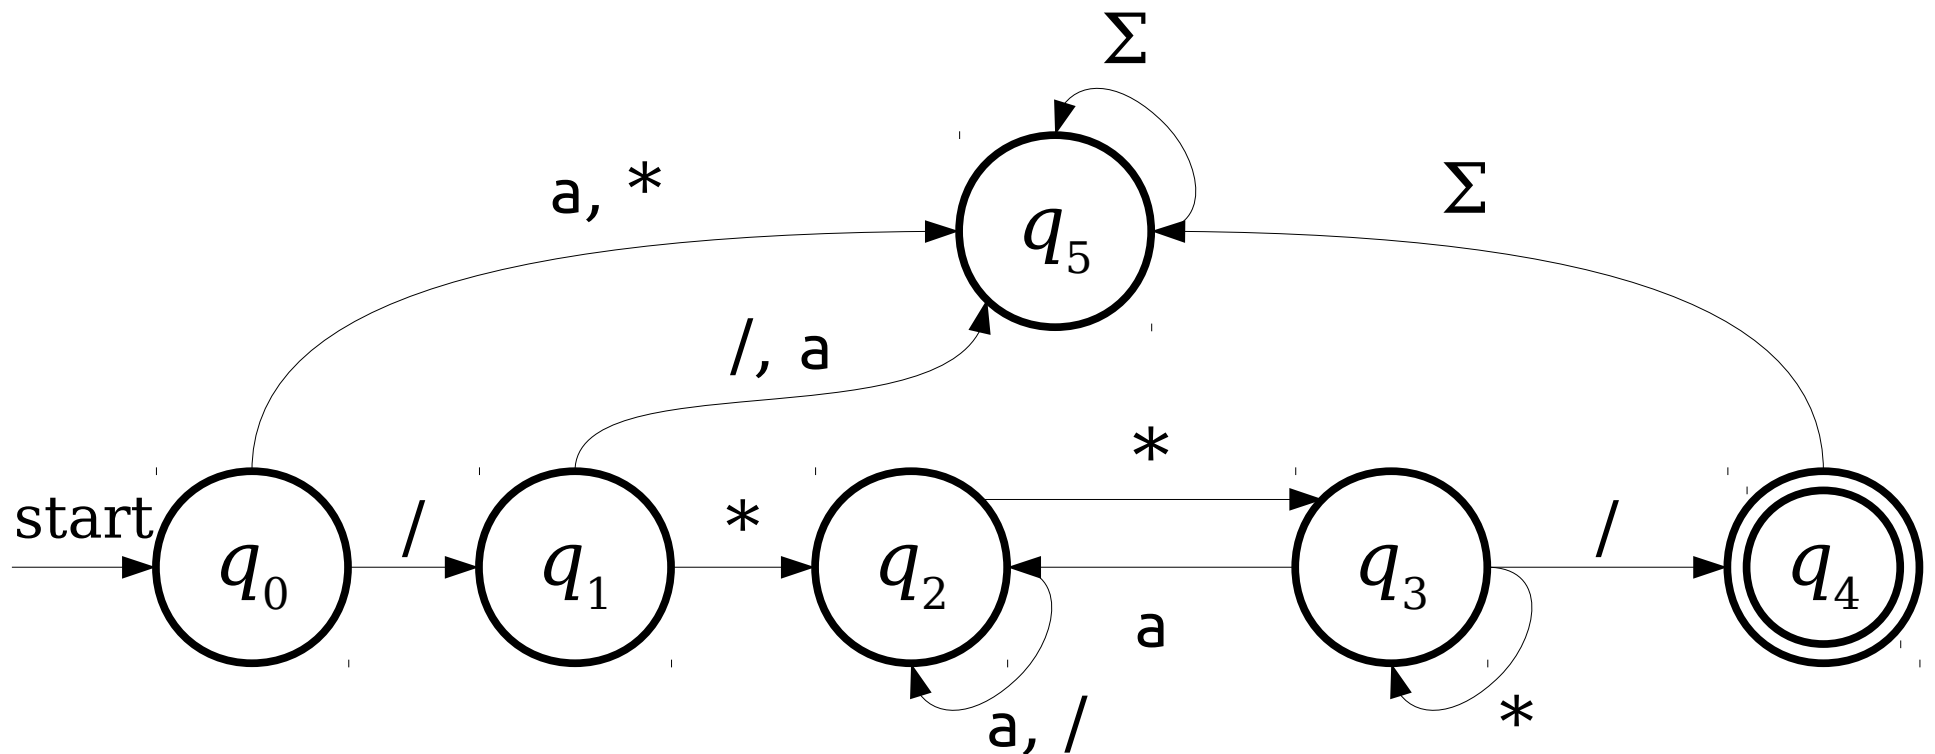 Σ
a, *
Σ
q5
/, a
*
start
/
*
/
q0
q1
q2
q3
q4
a
a, /
*